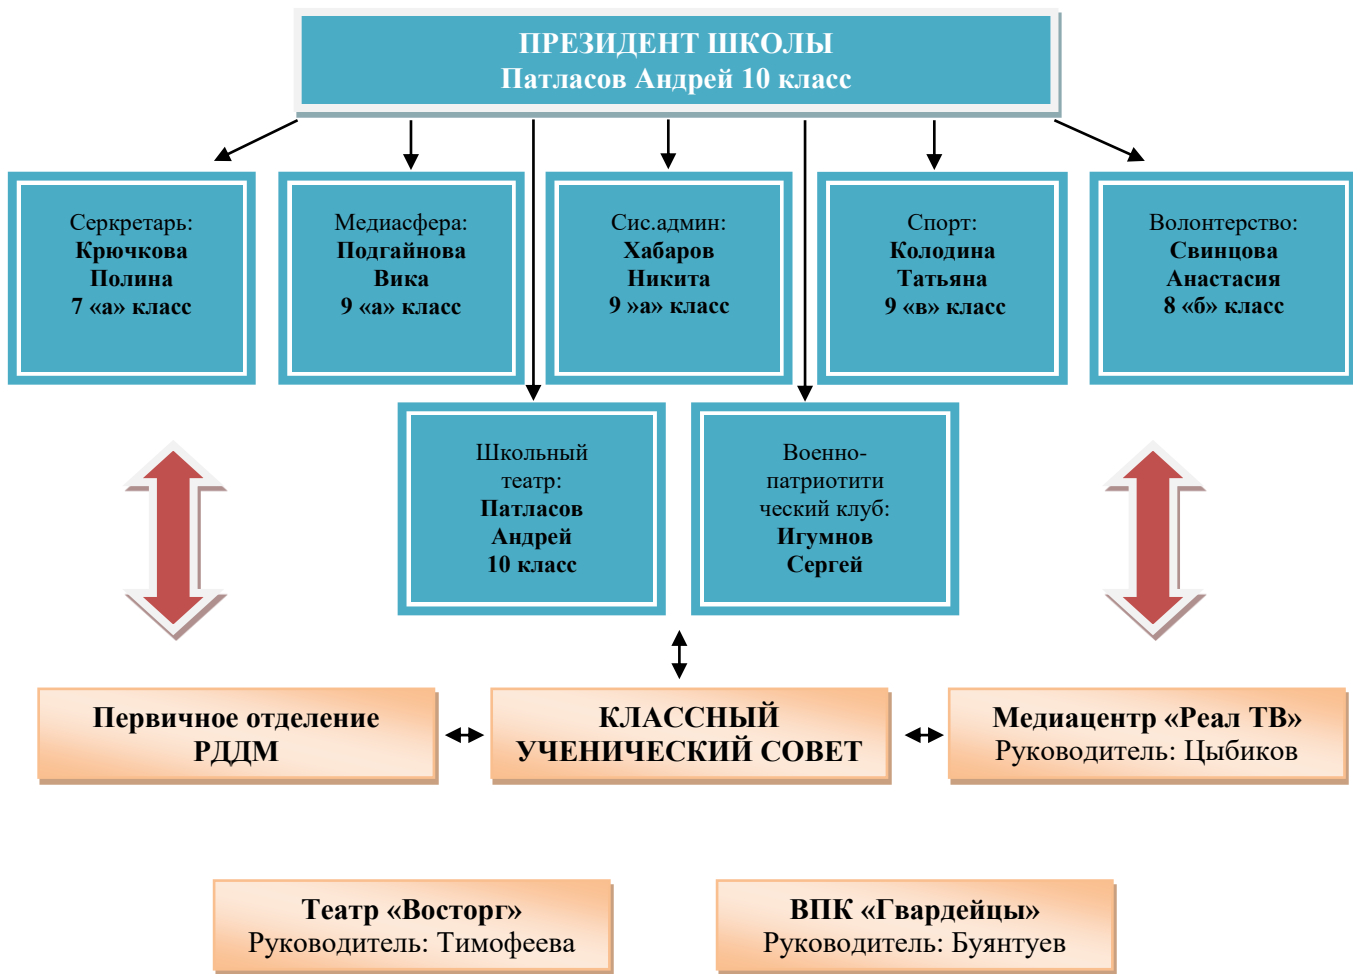 ПРЕЗИДЕНТ ШКОЛЫ
Патласов Андрей 10 класс
Серкретарь:
Крючкова
Полина
7 «а» класс
Медиасфера:
Подгайнова
Вика
9 «а» класс
Сис.админ:
Хабаров
Никита
9 »а» класс
Спорт:
Колодина
Татьяна
9 «в» класс
Волонтерство:
Свинцова
Анастасия
8 «б» класс
Школьный
театр:
Патласов
Андрей
10 класс
Военно-
патриотити
ческий клуб:
Игумнов
Сергей
Первичное отделение
РДДМ
КЛАССНЫЙ
УЧЕНИЧЕСКИЙ СОВЕТ
Медиацентр «Реал ТВ»
Руководитель: Цыбиков
Театр «Восторг»
Руководитель: Тимофеева
ВПК «Гвардейцы»
Руководитель: Буянтуев